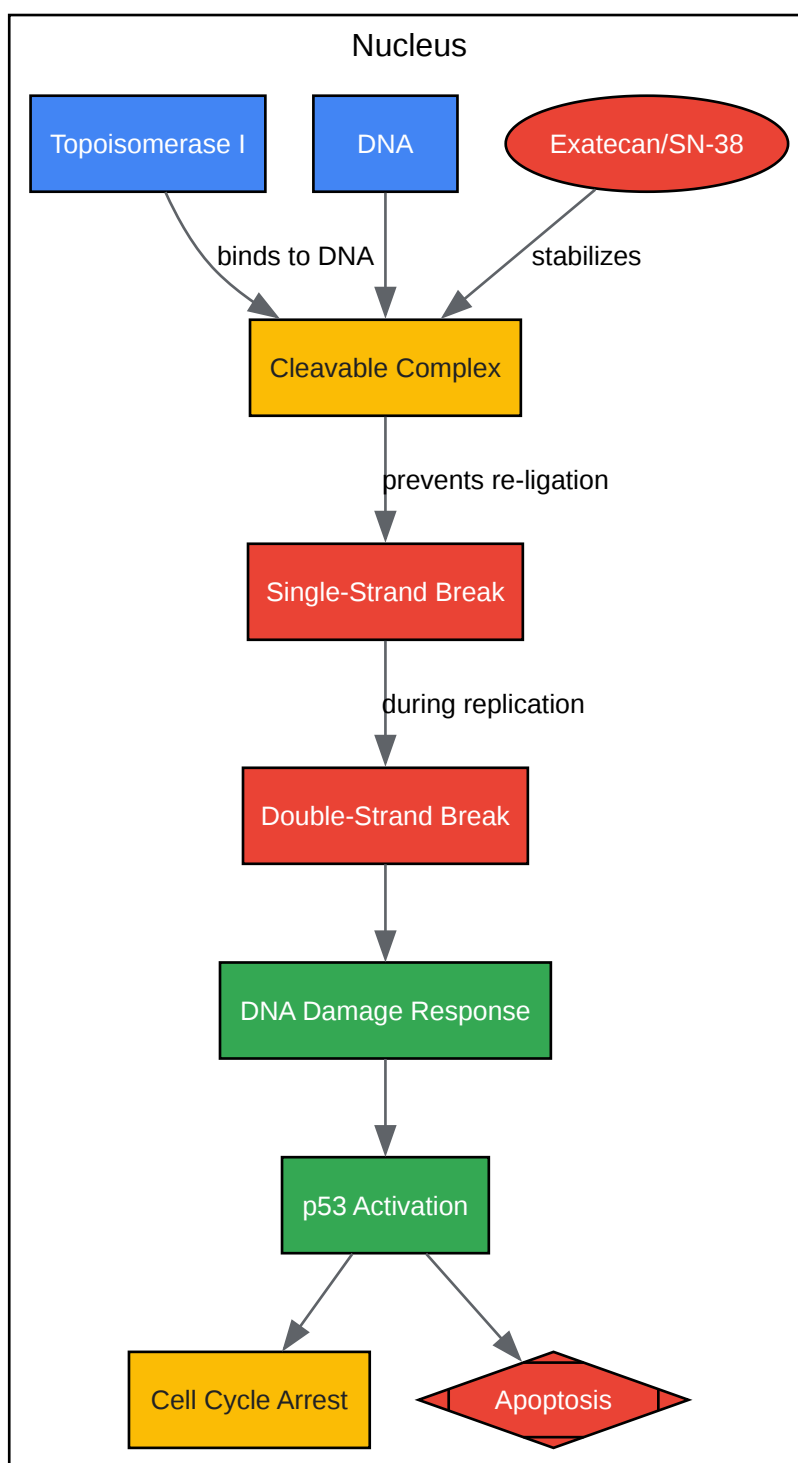 Nucleus
Topoisomerase I
DNA
Exatecan/SN-38
binds to DNA
stabilizes
Cleavable Complex
prevents re-ligation
Single-Strand Break
during replication
Double-Strand Break
DNA Damage Response
p53 Activation
Cell Cycle Arrest
Apoptosis